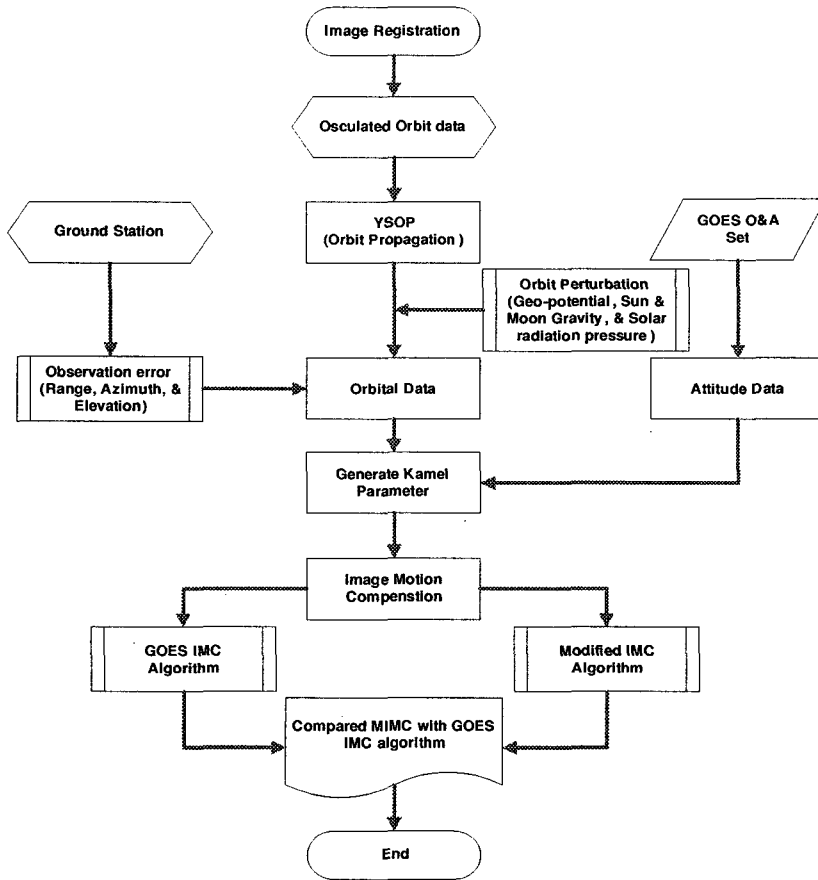 Image Registration
Osculated Orbit data
YSOP
(Orbit Propagation )
Ground Station
GOES O&A
Set
Orbit Perturbation
(Geo-potential, Sun &
Moon Gravity , & Solar
radiation pressure )
Observation error
(Range, Azimuth, &
Elevation)
Orbital Data
Attitude Data
Generate Kamel
Parameter
Image Motion
Compenstion
GOES IMC
Algorithm
Modified IMC
Algorithm
Compared MIMC with GOES
IMC algorithm
End